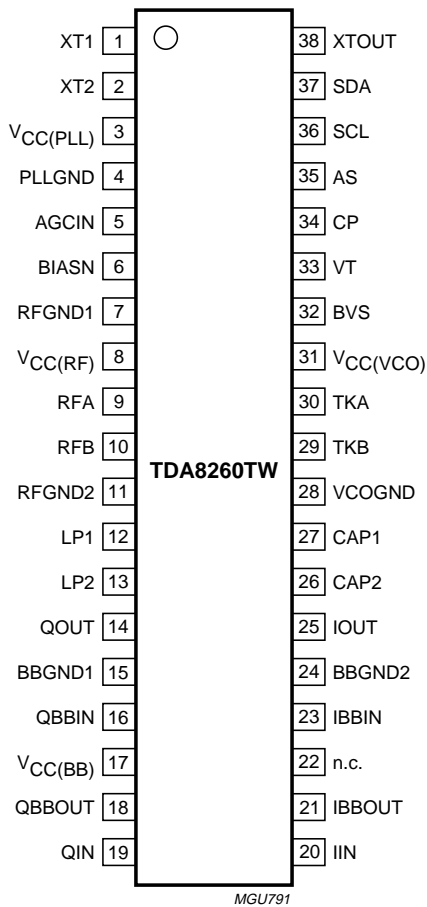 XT1 1 38 XTOUT
XT2 2 37 SDA
VCC(PLL) 3 36 SCL
PLLGND 4 35 AS
AGCIN 5 34 CP
BIASN 6 33 VT
RFGND1 7 32 BVS
VCC(RF) 8 31 VCC(VCO)
RFA 9 30 TKA
RFB 10 29 TKB
TDA8260TW
RFGND2 11 28 VCOGND
LP1 12 27 CAP1
LP2 13 26 CAP2
QOUT 14 25 IOUT
BBGND1 15 24 BBGND2
QBBIN 16 23 IBBIN
VCC(BB) 17 22 n.c.
QBBOUT 18 21 IBBOUT
QIN 19 20 IIN
MGU791